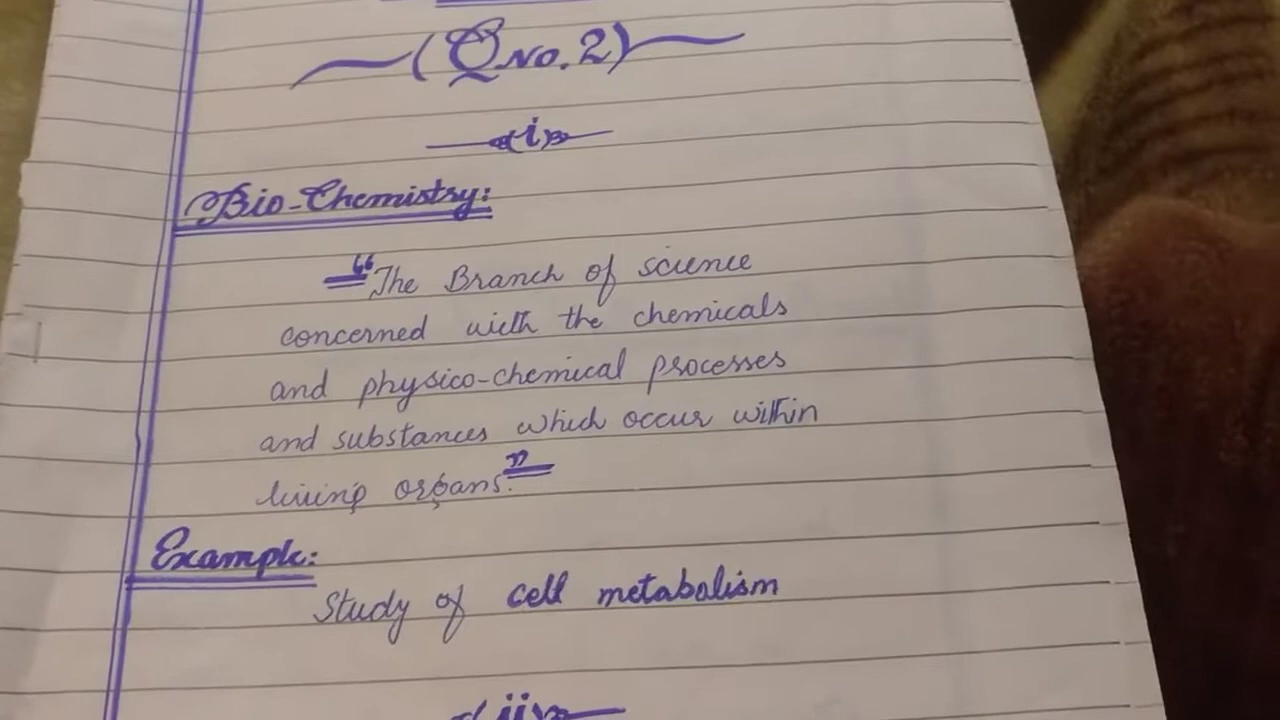 (Q No. 2)
(i)
Bio-Chemistry:
"The Branch of science
concerned with the chemicals
and physico-chemical processes
and substances which occur within
living organs."
Example:
Study of cell metabolism
(ii)